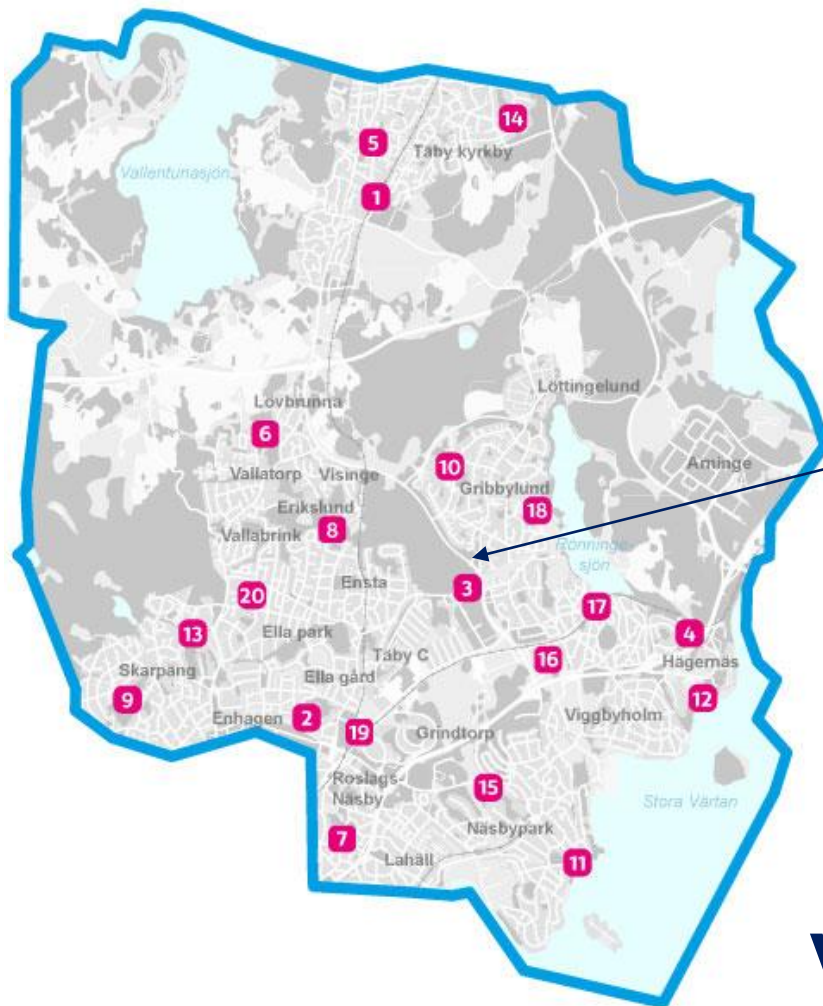 14
5
Täby kyrkby
Vallentunasjön
1
Löttingelund
Lövbrunna
6
10
Arninge
Vallatorp
Visinge
Gribbylund
18
Erikslund
8
Vallabrink
Rönninge-
sjön
Ensta
3
20
17
13
Ella park
4
Täby C
16
Skarpäng
Hägernäs
Ella gård
9
12
Enhagen
2
Viggbyholm
19
Grindtorp
Roslags-
Näsby
15
Stora Värtan
Näsbypark
7
Lahäll
11